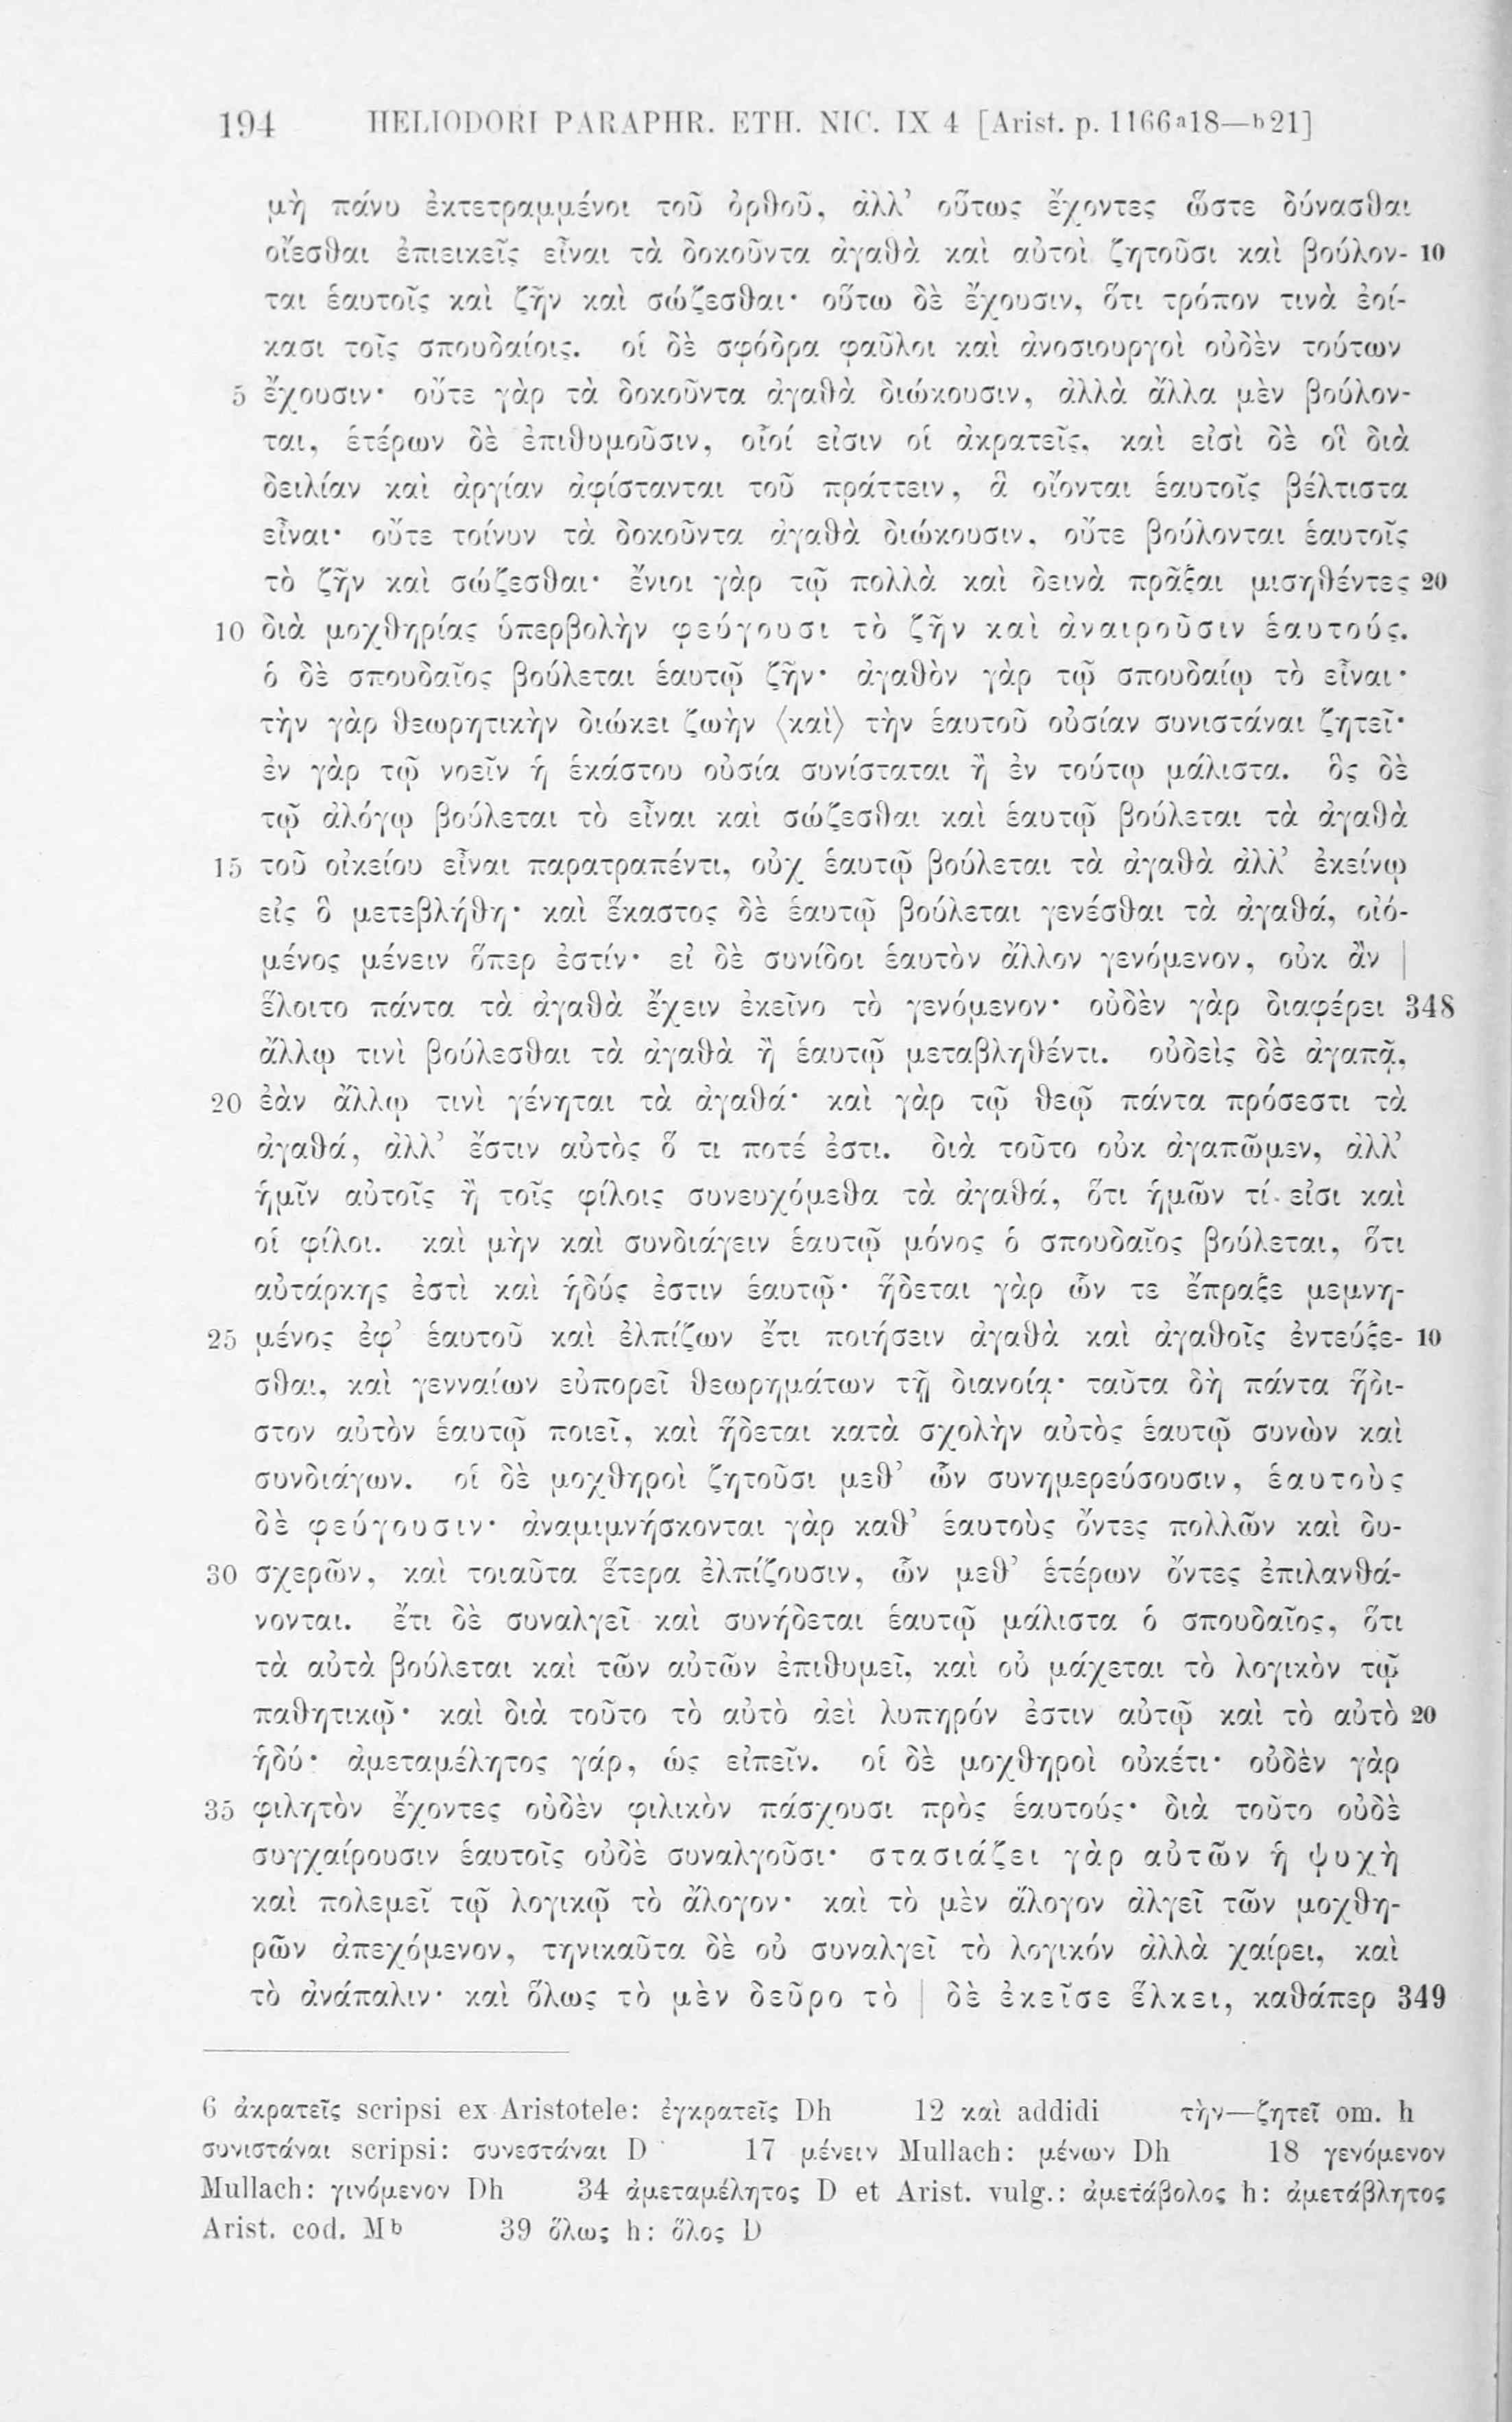 194 HELIODORI PARAPHR. ETH. NIC. IX 4 [Arist. p. 1166ᵃ18—ᵇ21]
μὴ πάνυ ἐκτετραμμένοι τοῦ ὀρθοῦ, ἀλλ’ οὕτως ἔχοντες ὥστε δύνασθαι
οἴεσθαι ἐπιεικεῖς εἶναι τὰ δοκοῦντα ἀγαθὰ καὶ αὐτοὶ ζητοῦσι καὶ βούλον- 10
ται ἑαυτοῖς καὶ ζῆν καὶ σώζεσθαι· οὕτω δὲ ἔχουσιν, ὅτι τρόπον τινὰ ἐοί-
κασι τοῖς σπουδαίοις. οἱ δὲ σφόδρα φαῦλοι καὶ ἀνοσιουργοὶ οὐδὲν τούτων
5 ἔχουσιν· οὔτε γὰρ τὰ δοκοῦντα ἀγαθὰ διώκουσιν, ἀλλὰ ἄλλα μὲν βούλον-
ται, ἑτέρων δὲ ἐπιθυμοῦσιν, οἷοί εἰσιν οἱ ἀκρατεῖς, καὶ εἰσὶ δὲ οἳ διὰ
δειλίαν καὶ ἀργίαν ἀφίστανται τοῦ πράττειν, ἃ οἴονται ἑαυτοῖς βέλτιστα
εἶναι· οὔτε τοίνυν τὰ δοκοῦντα ἀγαθὰ διώκουσιν, οὔτε βούλονται ἑαυτοῖς
τὸ ζῆν καὶ σώζεσθαι· ἔνιοι γὰρ τῷ πολλὰ καὶ δεινὰ πρᾶξαι μισηθέντες 20
10 διὰ μοχθηρίας ὑπερβολὴν φεύγουσι τὸ ζῆν καὶ ἀναιροῦσιν ἑαυτούς.
ὁ δὲ σπουδαῖος βούλεται ἑαυτῷ ζῆν· ἀγαθὸν γὰρ τῷ σπουδαίῳ τὸ εἶναι·
τὴν γὰρ θεωρητικὴν διώκει ζωὴν ⟨καὶ⟩ τὴν ἑαυτοῦ οὐσίαν συνιστάναι ζητεῖ·
ἐν γὰρ τῷ νοεῖν ἡ ἑκάστου οὐσία συνίσταται ἢ ἐν τούτῳ μάλιστα. ὃς δὲ
τῷ ἀλόγῳ βούλεται τὸ εἶναι καὶ σώζεσθαι καὶ ἑαυτῷ βούλεται τὰ ἀγαθὰ
15 τοῦ οἰκείου εἶναι παρατραπέντι, οὐχ ἑαυτῷ βούλεται τὰ ἀγαθὰ ἀλλ’ ἐκείνῳ
εἰς ὃ μετεβλήθη· καὶ ἕκαστος δὲ ἑαυτῷ βούλεται γενέσθαι τὰ ἀγαθά, οἰό-
μένος μένειν ὅπερ ἐστίν· εἰ δὲ συνίδοι ἑαυτὸν ἄλλον γενόμενον, οὐκ ἂν |
ἕλοιτο πάντα τὰ ἀγαθὰ ἔχειν ἐκεῖνο τὸ γενόμενον· οὐδὲν γὰρ διαφέρει 348
ἄλλῳ τινὶ βούλεσθαι τὰ ἀγαθὰ ἢ ἑαυτῷ μεταβληθέντι. οὐδεὶς δὲ ἀγαπᾷ,
20 ἐὰν ἄλλῳ τινὶ γένηται τὰ ἀγαθά· καὶ γὰρ τῷ θεῷ πάντα πρόσεστι τὰ
ἀγαθά, ἀλλ’ ἔστιν αὐτὸς ὅ τι ποτέ ἐστι. διὰ τοῦτο οὐκ ἀγαπῶμεν, ἀλλ’
ἡμῖν αὐτοῖς ἢ τοῖς φίλοις συνευχόμεθα τὰ ἀγαθά, ὅτι ἡμῶν τί εἰσι καὶ
οἱ φίλοι. καὶ μὴν καὶ συνδιάγειν ἑαυτῷ μόνος ὁ σπουδαῖος βούλεται, ὅτι
αὐτάρκης ἐστὶ καὶ ἡδύς ἐστιν ἑαυτῷ· ἥδεται γὰρ ὧν τε ἔπραξε μεμνη-
25 μένος ἐφ’ ἑαυτοῦ καὶ ἐλπίζων ἔτι ποιήσειν ἀγαθὰ καὶ ἀγαθοῖς ἐντεύξε- 10
σθαι, καὶ γενναίων εὐπορεῖ θεωρημάτων τῇ διανοίᾳ· ταῦτα δὴ πάντα ἥδι-
στον αὐτὸν ἑαυτῷ ποιεῖ, καὶ ἥδεται κατὰ σχολὴν αὐτὸς ἑαυτῷ συνὼν καὶ
συνδιάγων. οἱ δὲ μοχθηροὶ ζητοῦσι μεθ’ ὧν συνημερεύσουσιν, ἑαυτοὺς
δὲ φεύγουσιν· ἀναμιμνήσκονται γὰρ καθ’ ἑαυτοὺς ὄντες πολλῶν καὶ δυ-
30 σχερῶν, καὶ τοιαῦτα ἕτερα ἐλπίζουσιν, ὧν μεθ’ ἑτέρων ὄντες ἐπιλανθά-
νονται. ἔτι δὲ συναλγεῖ καὶ συνήδεται ἑαυτῷ μάλιστα ὁ σπουδαῖος, ὅτι
τὰ αὐτὰ βούλεται καὶ τῶν αὐτῶν ἐπιθυμεῖ, καὶ οὐ μάχεται τὸ λογικὸν τῷ
παθητικῷ· καὶ διὰ τοῦτο τὸ αὐτὸ ἀεὶ λυπηρόν ἐστιν αὐτῷ καὶ τὸ αὐτὸ 20
ἡδύ· ἀμεταμέλητος γάρ, ὡς εἰπεῖν. οἱ δὲ μοχθηροὶ οὐκέτι· οὐδὲν γὰρ
35 φιλητὸν ἔχοντες οὐδὲν φιλικὸν πάσχουσι πρὸς ἑαυτούς· διὰ τοῦτο οὐδὲ
συγχαίρουσιν ἑαυτοῖς οὐδὲ συναλγοῦσι· στασιάζει γὰρ αὐτῶν ἡ ψυχὴ
καὶ πολεμεῖ τῷ λογικῷ τὸ ἄλογον· καὶ τὸ μὲν ἄλογον ἀλγεῖ τῶν μοχθη-
ρῶν ἀπεχόμενον, τηνικαῦτα δὲ οὐ συναλγεῖ τὸ λογικόν ἀλλὰ χαίρει, καὶ
τὸ ἀνάπαλιν· καὶ ὅλως τὸ μὲν δεῦρο τὸ | δὲ ἐκεῖσε ἕλκει, καθάπερ 349
6 ἀκρατεῖς scripsi ex Aristotele: ἐγκρατεῖς Dh 12 καὶ addidi τὴν—ζητεῖ om. h
συνιστάναι scripsi: συνεστάναι D 17 μένειν Mullach: μένων Dh 18 γενόμενον
Mullach: γινόμενον Dh 34 ἀμεταμέλητος D et Arist. vulg.: ἀμετάβολος h: ἀμετάβλητος
Arist. cod. Mᵇ 39 ὅλως h: ὅλος D